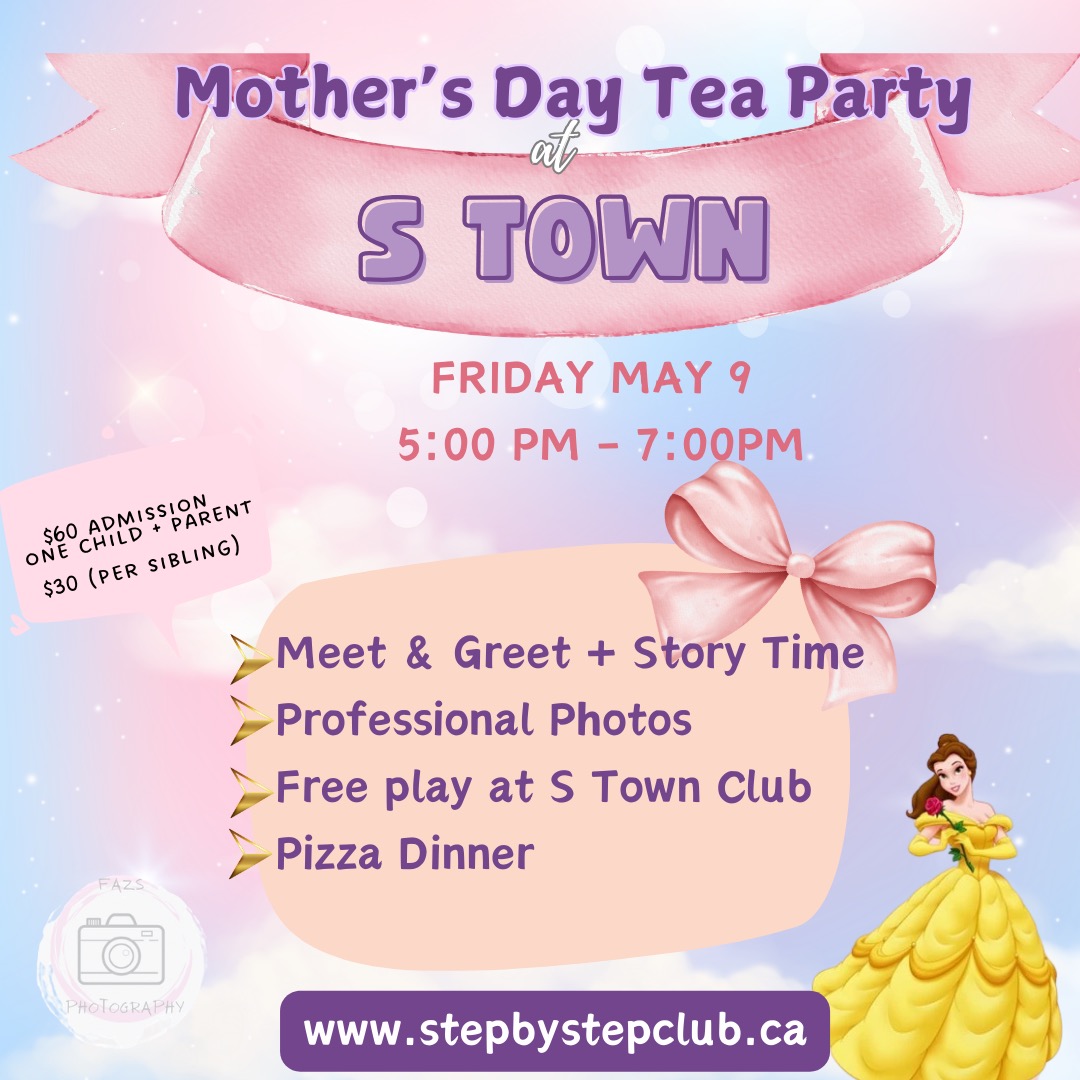 Mother's Day Tea Party
at
S TOWN
FRIDAY MAY 9
5:00 PM - 7:00PM
$60 ADMISSION
ONE CHILD + PARENT
$30 (PER SIBLING)
Meet & Greet + Story Time
Professional Photos
Free play at S Town Club
Pizza Dinner
FAZS
PHOTOGRAPHY
www.stepbystepclub.ca